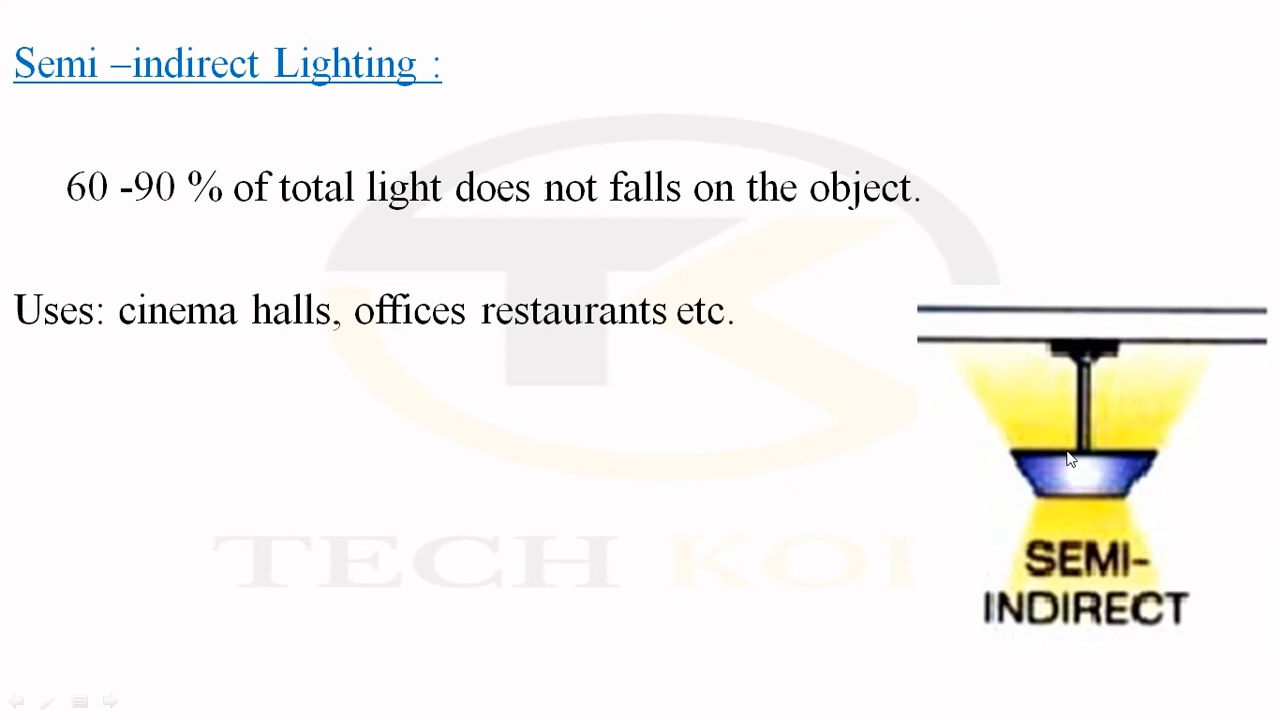 Semi –indirect Lighting :
60 -90 % of total light does not falls on the object.
Uses: cinema halls, offices restaurants etc.
SEMI-
INDIRECT
TECH